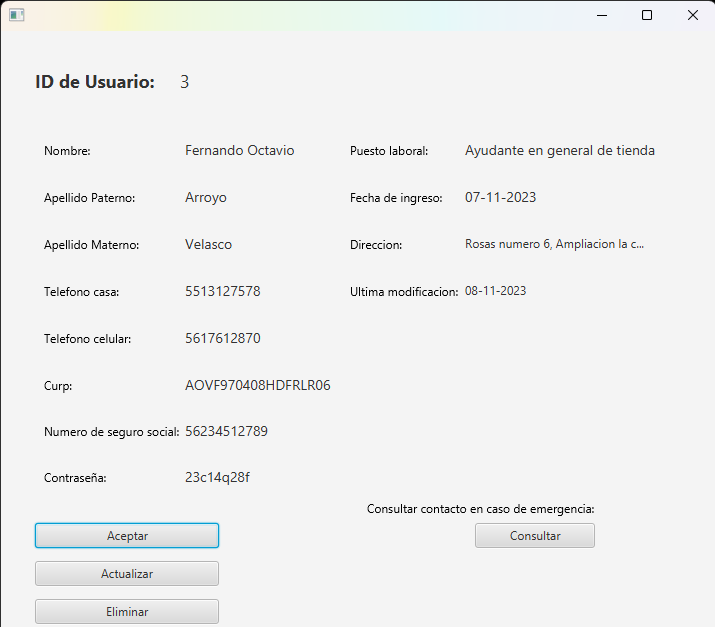 ID de Usuario: 3
Nombre: Fernando Octavio Puesto laboral: Ayudante en general de tienda
Apellido Paterno: Arroyo Fecha de ingreso: 07-11-2023
Apellido Materno: Velasco Direccion: Rosas numero 6, Ampliacion la c...
Telefono casa: 5513127578 Ultima modificacion: 08-11-2023
Telefono celular: 5617612870
Curp: AOVF970408HDFRLR06
Numero de seguro social: 56234512789
Contraseña: 23c14q28f
Consultar contacto en caso de emergencia:
Aceptar Consultar
Actualizar
Eliminar